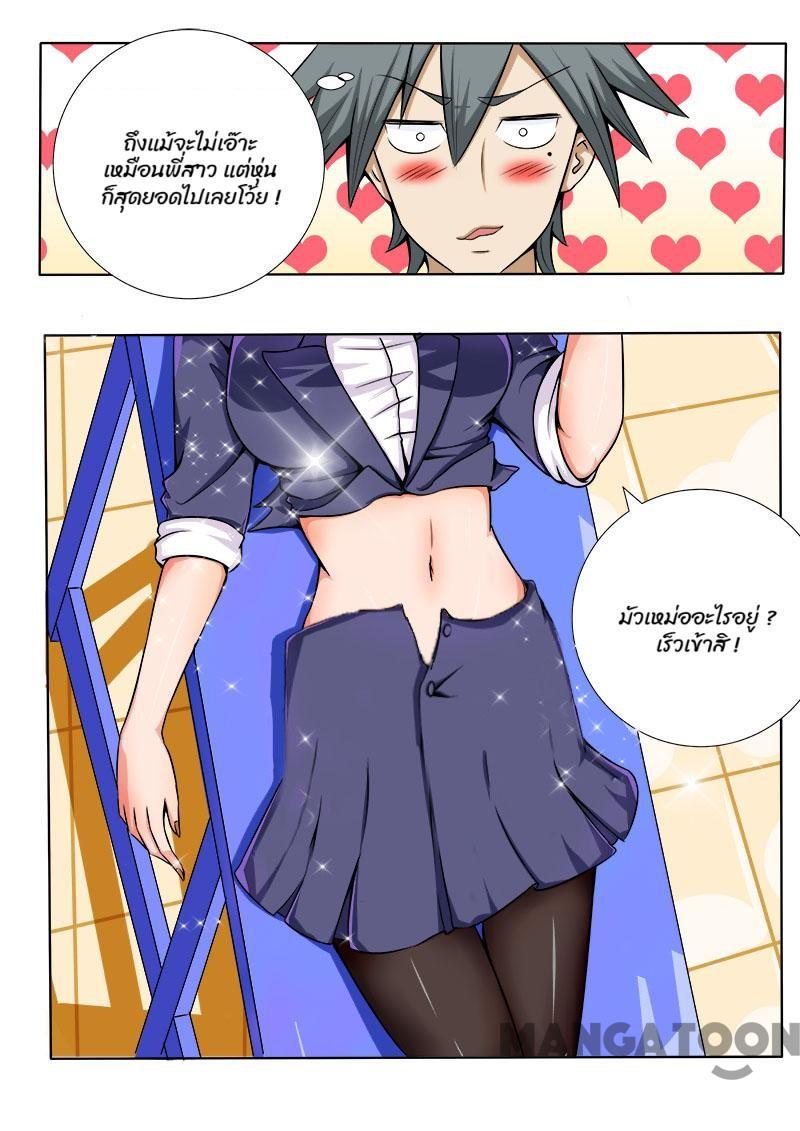 ถึงแม้จะไม่เอ๊าะ
เหมือนพี่สาว แต่หุ่น
ก็สุดยอดไปเลยโว้ย !
มัวเหม่ออะไรอยู่ ?
เร็วเข้าสิ !
MANGATOON